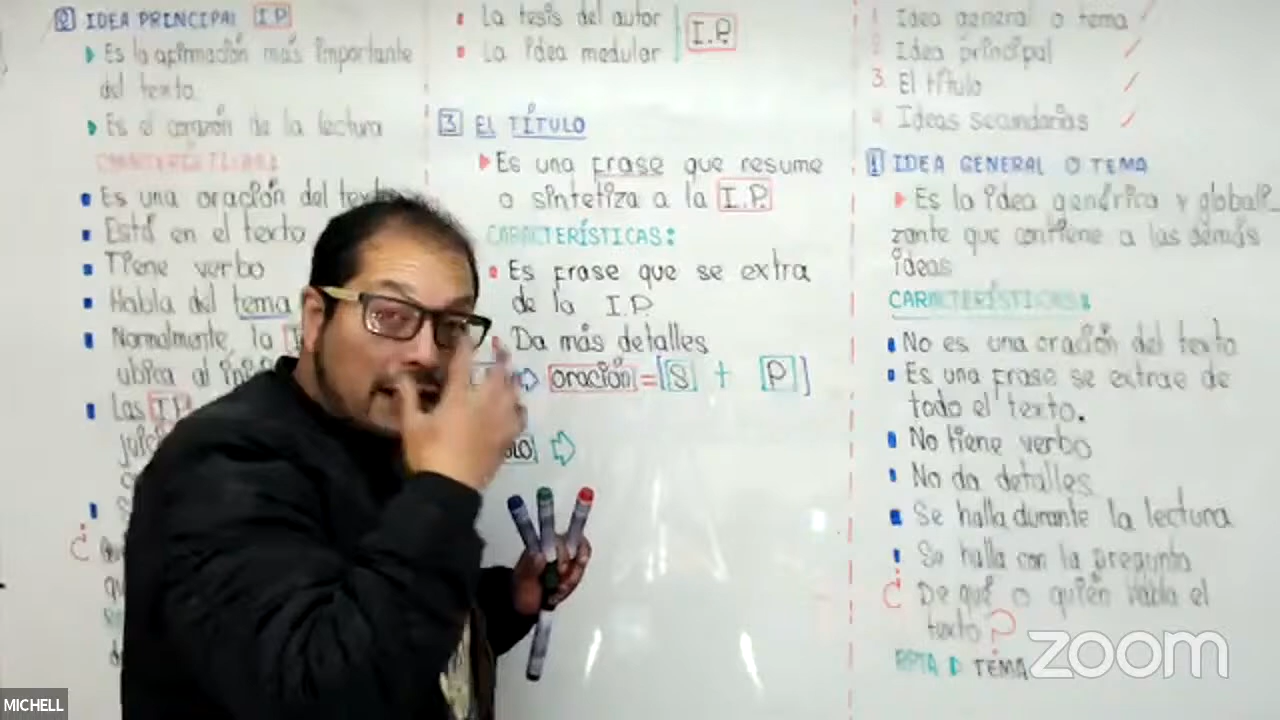 2 IDEA PRINCIPAL I.P
Es la afirmación más importante
del texto
Es el corazón de la lectura
CARACTERÍSTICAS:
Es una oración del texto
Está en el texto
Tiene verbo
Habla del tema
Normalmente, la
ubica al
Las I.P.
La tesis del autor
La idea medular
I.P.
3 EL TÍTULO
Es una frase que resume
o sintetiza a la I.P.
CARACTERÍSTICAS:
Es frase que se extra
de la I.P.
Da más detalles
oración = [S + P]
1 Idea general o tema
2 Idea principal
3. El título
4 Ideas secundarias
1 IDEA GENERAL O TEMA
Es la idea genérica y globali_
zante que contiene a las demás
ideas
CARACTERÍSTICAS:
No es una oración del texto
Es una frase se extrae de
todo el texto.
No tiene verbo
No da detalles
Se halla durante la lectura
Se halla con la pregunta
¿De qué o quién habla el
texto?
RPTA TEMA
zoom
MICHELL